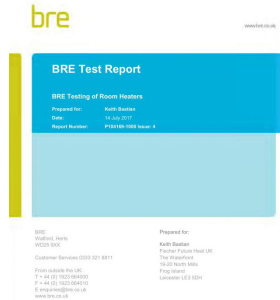 bre
www.bre.co.uk
BRE Test Report
BRE Testing of Room Heaters
Prepared for: Keith Bastian
Date: 14 July 2017
Report Number: P104169-1000 Issue: 4
BRE
Watford, Herts
WD25 9XX
Customer Services 0333 321 8811
From outside the UK:
T + 44 (0) 1923 664000
F + 44 (0) 1923 664010
E enquiries@bre.co.uk
www.bre.co.uk
Prepared for:
Keith Bastian
Fischer Future Heat UK
The Waterfront
19-20 North Mills
Frog Island
Leicester LE3 5DH